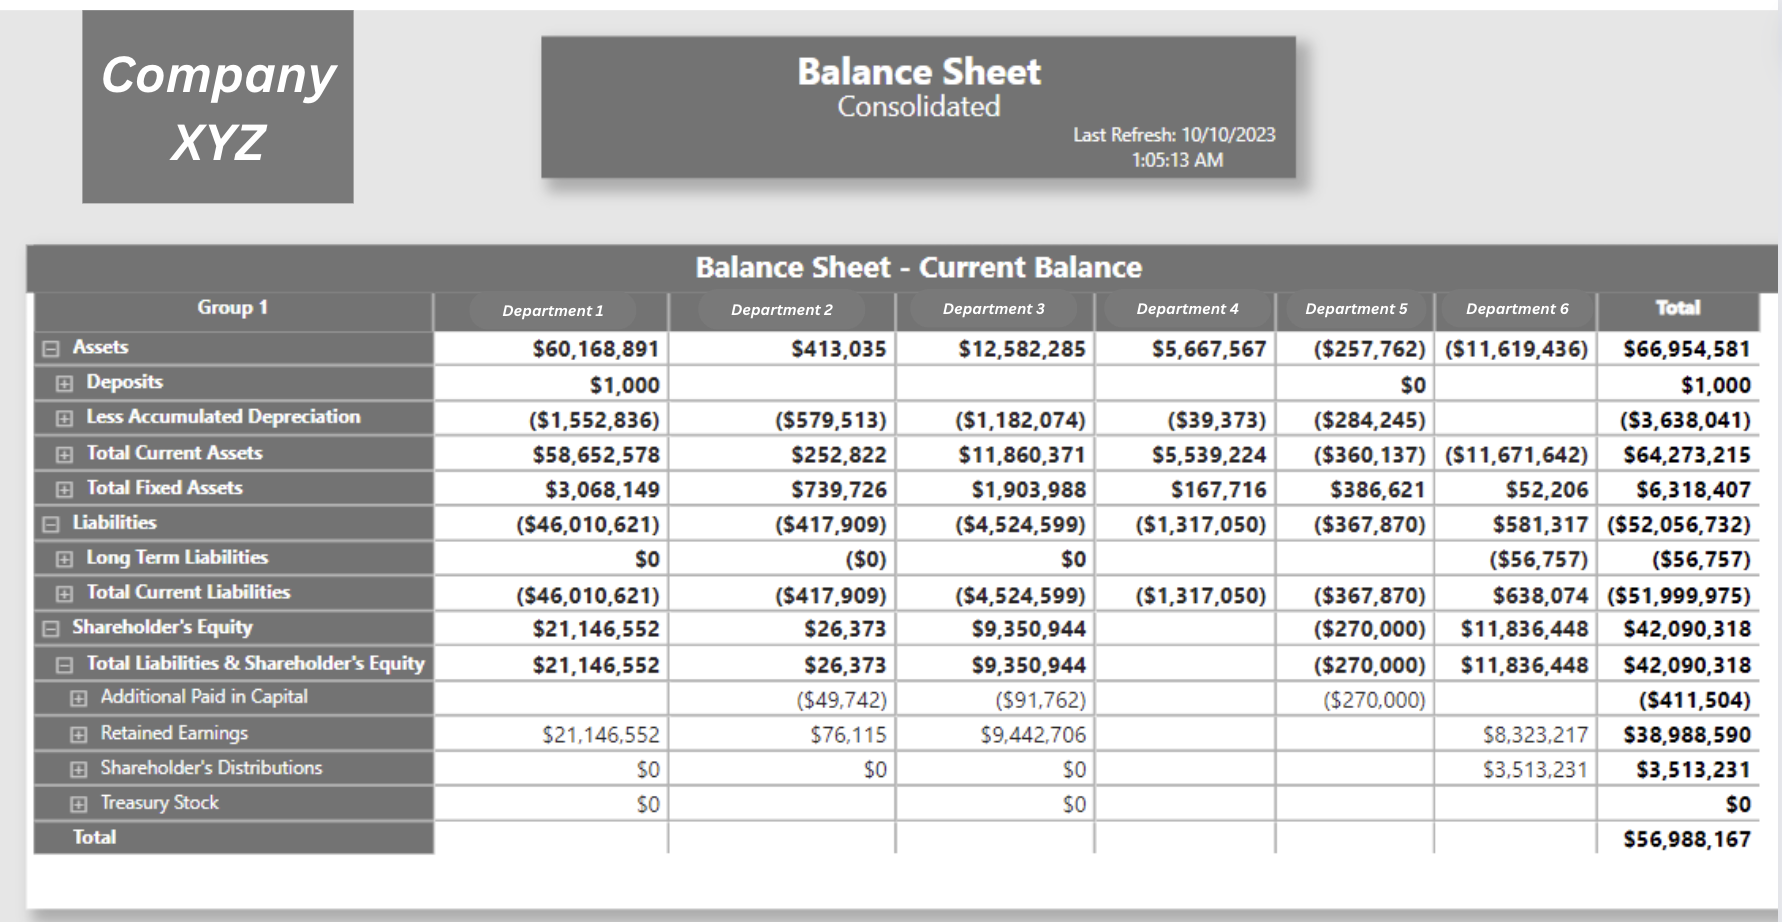 Company
XYZ
Balance Sheet
Consolidated
Last Refresh: 10/10/2023
1:05:13 AM
Balance Sheet - Current Balance
Group 1 Department 1 Department 2 Department 3 Department 4 Department 5 Department 6 Total
Assets $60,168,891 $413,035 $12,582,285 $5,667,567 ($257,762) ($11,619,436) $66,954,581
Deposits $1,000 $0 $1,000
Less Accumulated Depreciation ($1,552,836) ($579,513) ($1,182,074) ($39,373) ($284,245) ($3,638,041)
Total Current Assets $58,652,578 $252,822 $11,860,371 $5,539,224 ($360,137) ($11,671,642) $64,273,215
Total Fixed Assets $3,068,149 $739,726 $1,903,988 $167,716 $386,621 $52,206 $6,318,407
Liabilities ($46,010,621) ($417,909) ($4,524,599) ($1,317,050) ($367,870) $581,317 ($52,056,732)
Long Term Liabilities $0 ($0) $0 ($56,757) ($56,757)
Total Current Liabilities ($46,010,621) ($417,909) ($4,524,599) ($1,317,050) ($367,870) $638,074 ($51,999,975)
Shareholder's Equity $21,146,552 $26,373 $9,350,944 ($270,000) $11,836,448 $42,090,318
Total Liabilities & Shareholder's Equity $21,146,552 $26,373 $9,350,944 ($270,000) $11,836,448 $42,090,318
Additional Paid in Capital ($49,742) ($91,762) ($270,000) ($411,504)
Retained Earnings $21,146,552 $76,115 $9,442,706 $8,323,217 $38,988,590
Shareholder's Distributions $0 $0 $0 $3,513,231 $3,513,231
Treasury Stock $0 $0 $0
Total $56,988,167